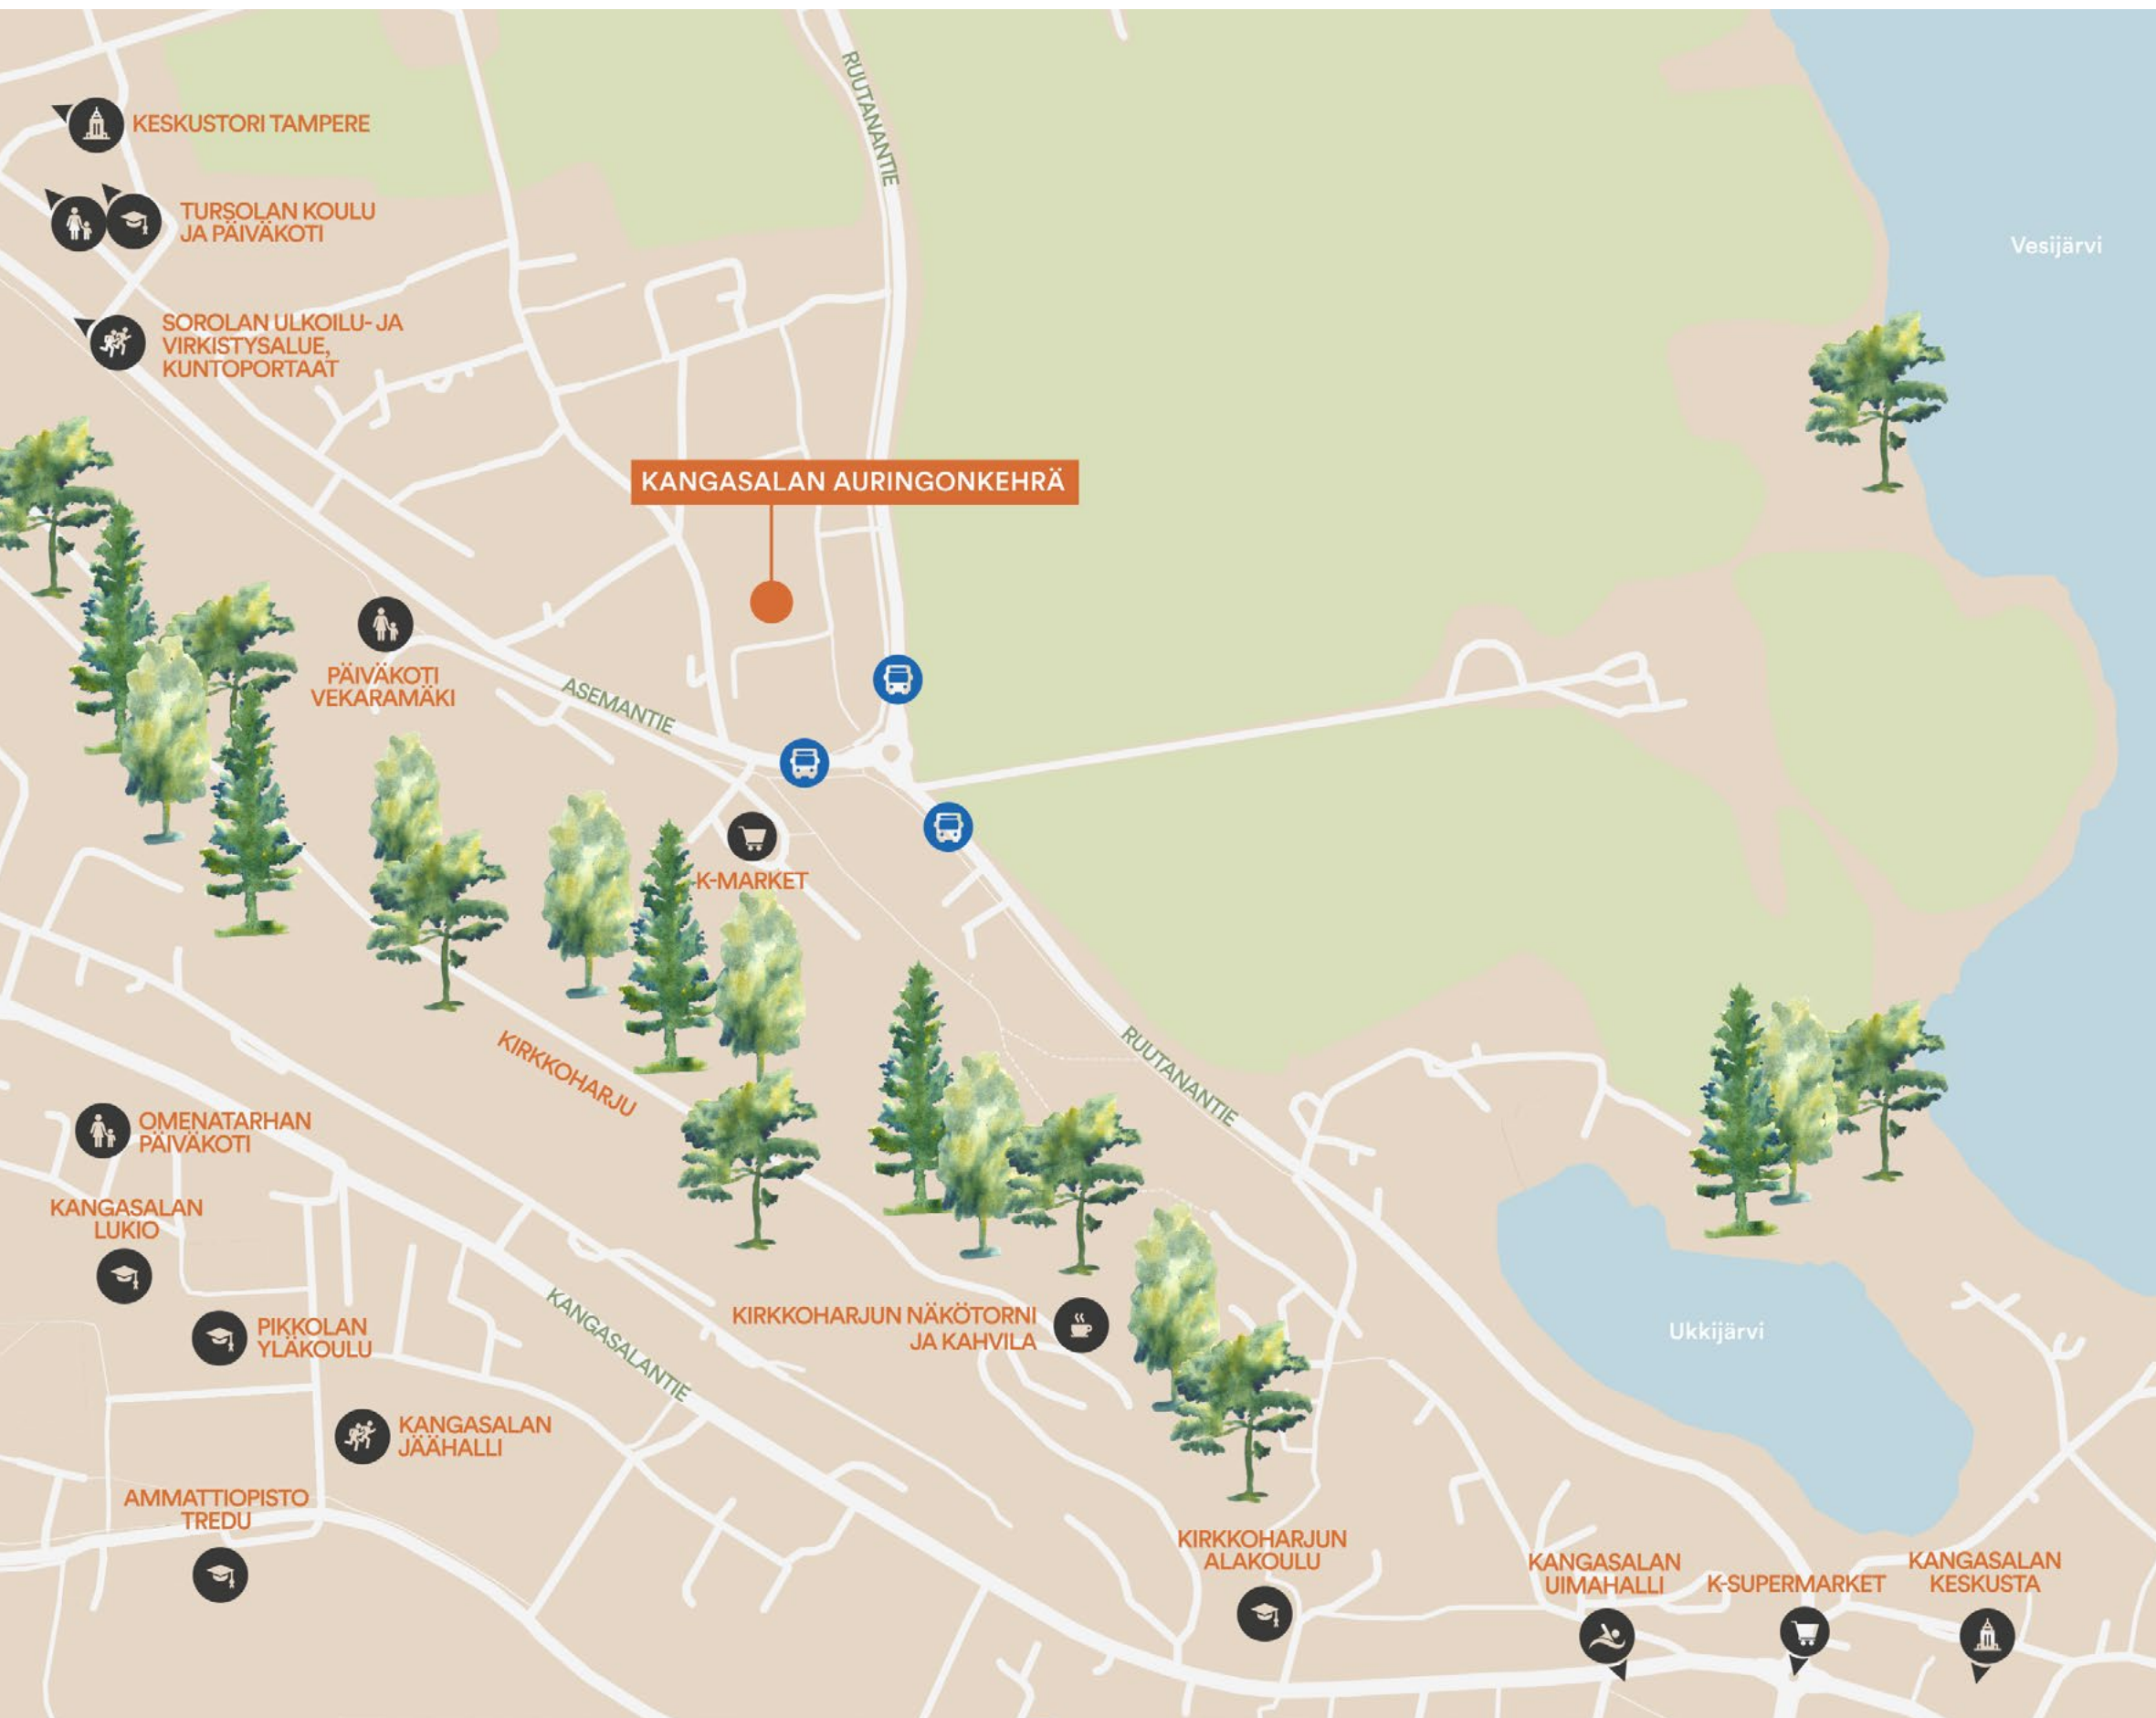 RUUTANANTIE
KESKUSTORI TAMPERE
TURSOLAN KOULU
JA PÄIVÄKOTI
Vesijärvi
SOROLAN ULKOILU- JA
VIRKISTYSALUE,
KUNTOPORTAAT
KANGASALAN AURINGONKEHRÄ
PÄIVÄKOTI
VEKARAMÄKI
ASEMANTIE
K-MARKET
KIRKKOHARJU
RUUTANANTIE
OMENATARHAN
PÄIVÄKOTI
KANGASALAN
LUKIO
PIKKOLAN
YLÄKOULU
KANGASALANTIE
KIRKKOHARJUN NÄKÖTORNI
JA KAHVILA
Ukkijärvi
KANGASALAN
JÄÄHALLI
AMMATTIOPISTO
TREDU
KIRKKOHARJUN
ALAKOULU
KANGASALAN
UIMAHALLI
K-SUPERMARKET
KANGASALAN
KESKUSTA